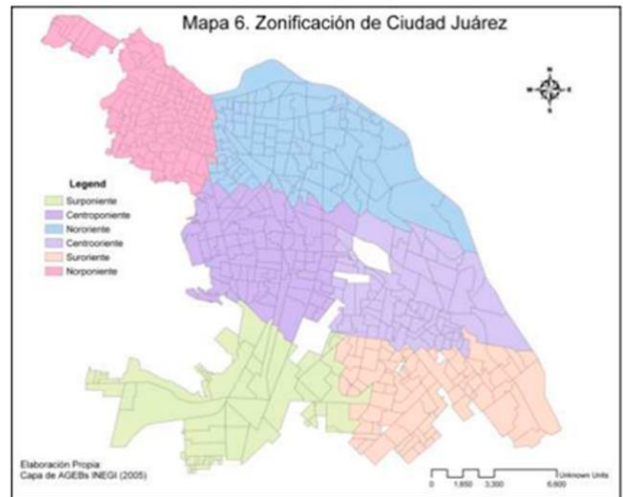 Mapa 6. Zonificación de Ciudad Juárez
N
W
E
S
Legend
Surponiente
Centroponiente
Nororiente
Centrooriente
Suroriente
Norponiente
Elaboración Propia:
Capa de AGEBs INEGI (2005)
Unknown Units
0 1,650 3,300 6,600